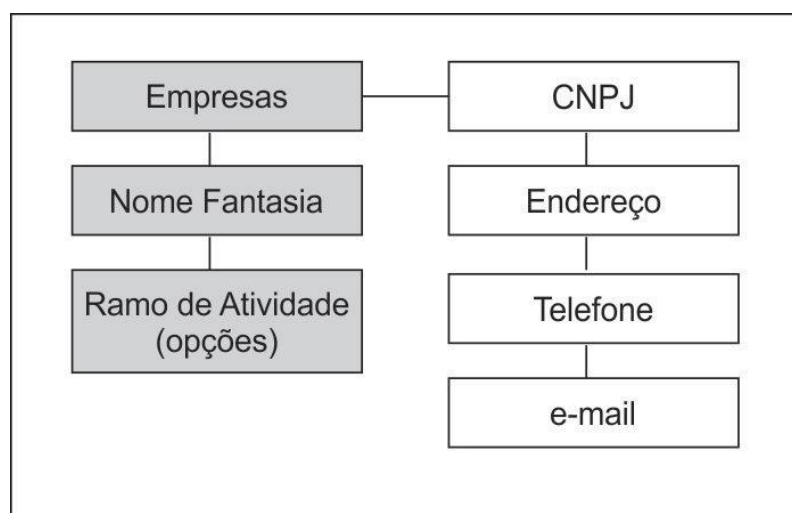 Empresas
CNPJ
Nome Fantasia
Endereço
Ramo de Atividade
(opções)
Telefone
e-mail